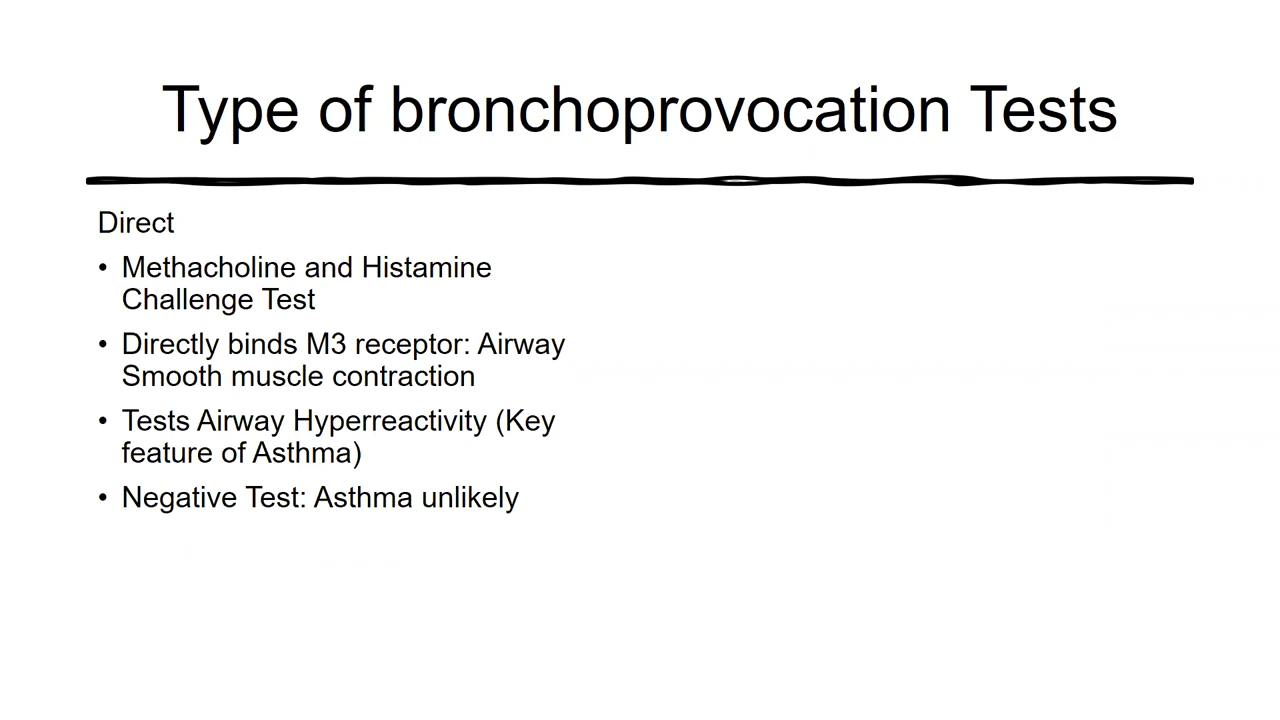 Type of bronchoprovocation Tests
Direct
• Methacholine and Histamine
Challenge Test
• Directly binds M3 receptor: Airway
Smooth muscle contraction
• Tests Airway Hyperreactivity (Key
feature of Asthma)
• Negative Test: Asthma unlikely